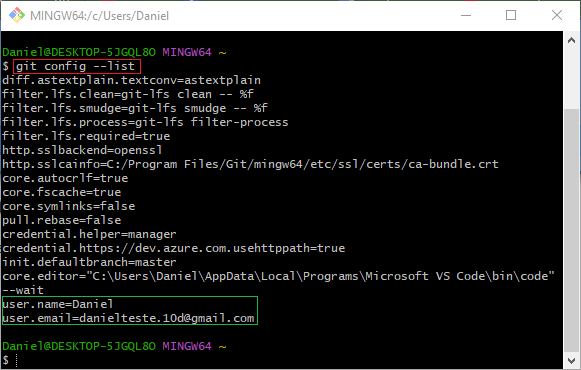 MINGW64:/c/Users/Daniel
Daniel@DESKTOP-5JGQL8O MINGW64 ~
$ git config --list
diff.astextplain.textconv=astextplain
filter.lfs.clean=git-lfs clean -- %f
filter.lfs.smudge=git-lfs smudge -- %f
filter.lfs.process=git-lfs filter-process
filter.lfs.required=true
http.sslbackend=openssl
http.sslcainfo=C:/Program Files/Git/mingw64/etc/ssl/certs/ca-bundle.crt
core.autocrlf=true
core.fscache=true
core.symlinks=false
pull.rebase=false
credential.helper=manager
credential.https://dev.azure.com.usehttppath=true
init.defaultbranch=master
core.editor="C:\Users\Daniel\AppData\Local\Programs\Microsoft VS Code\bin\code"
--wait
user.name=Daniel
user.email=danielteste.10d@gmail.com
Daniel@DESKTOP-5JGQL8O MINGW64 ~
$